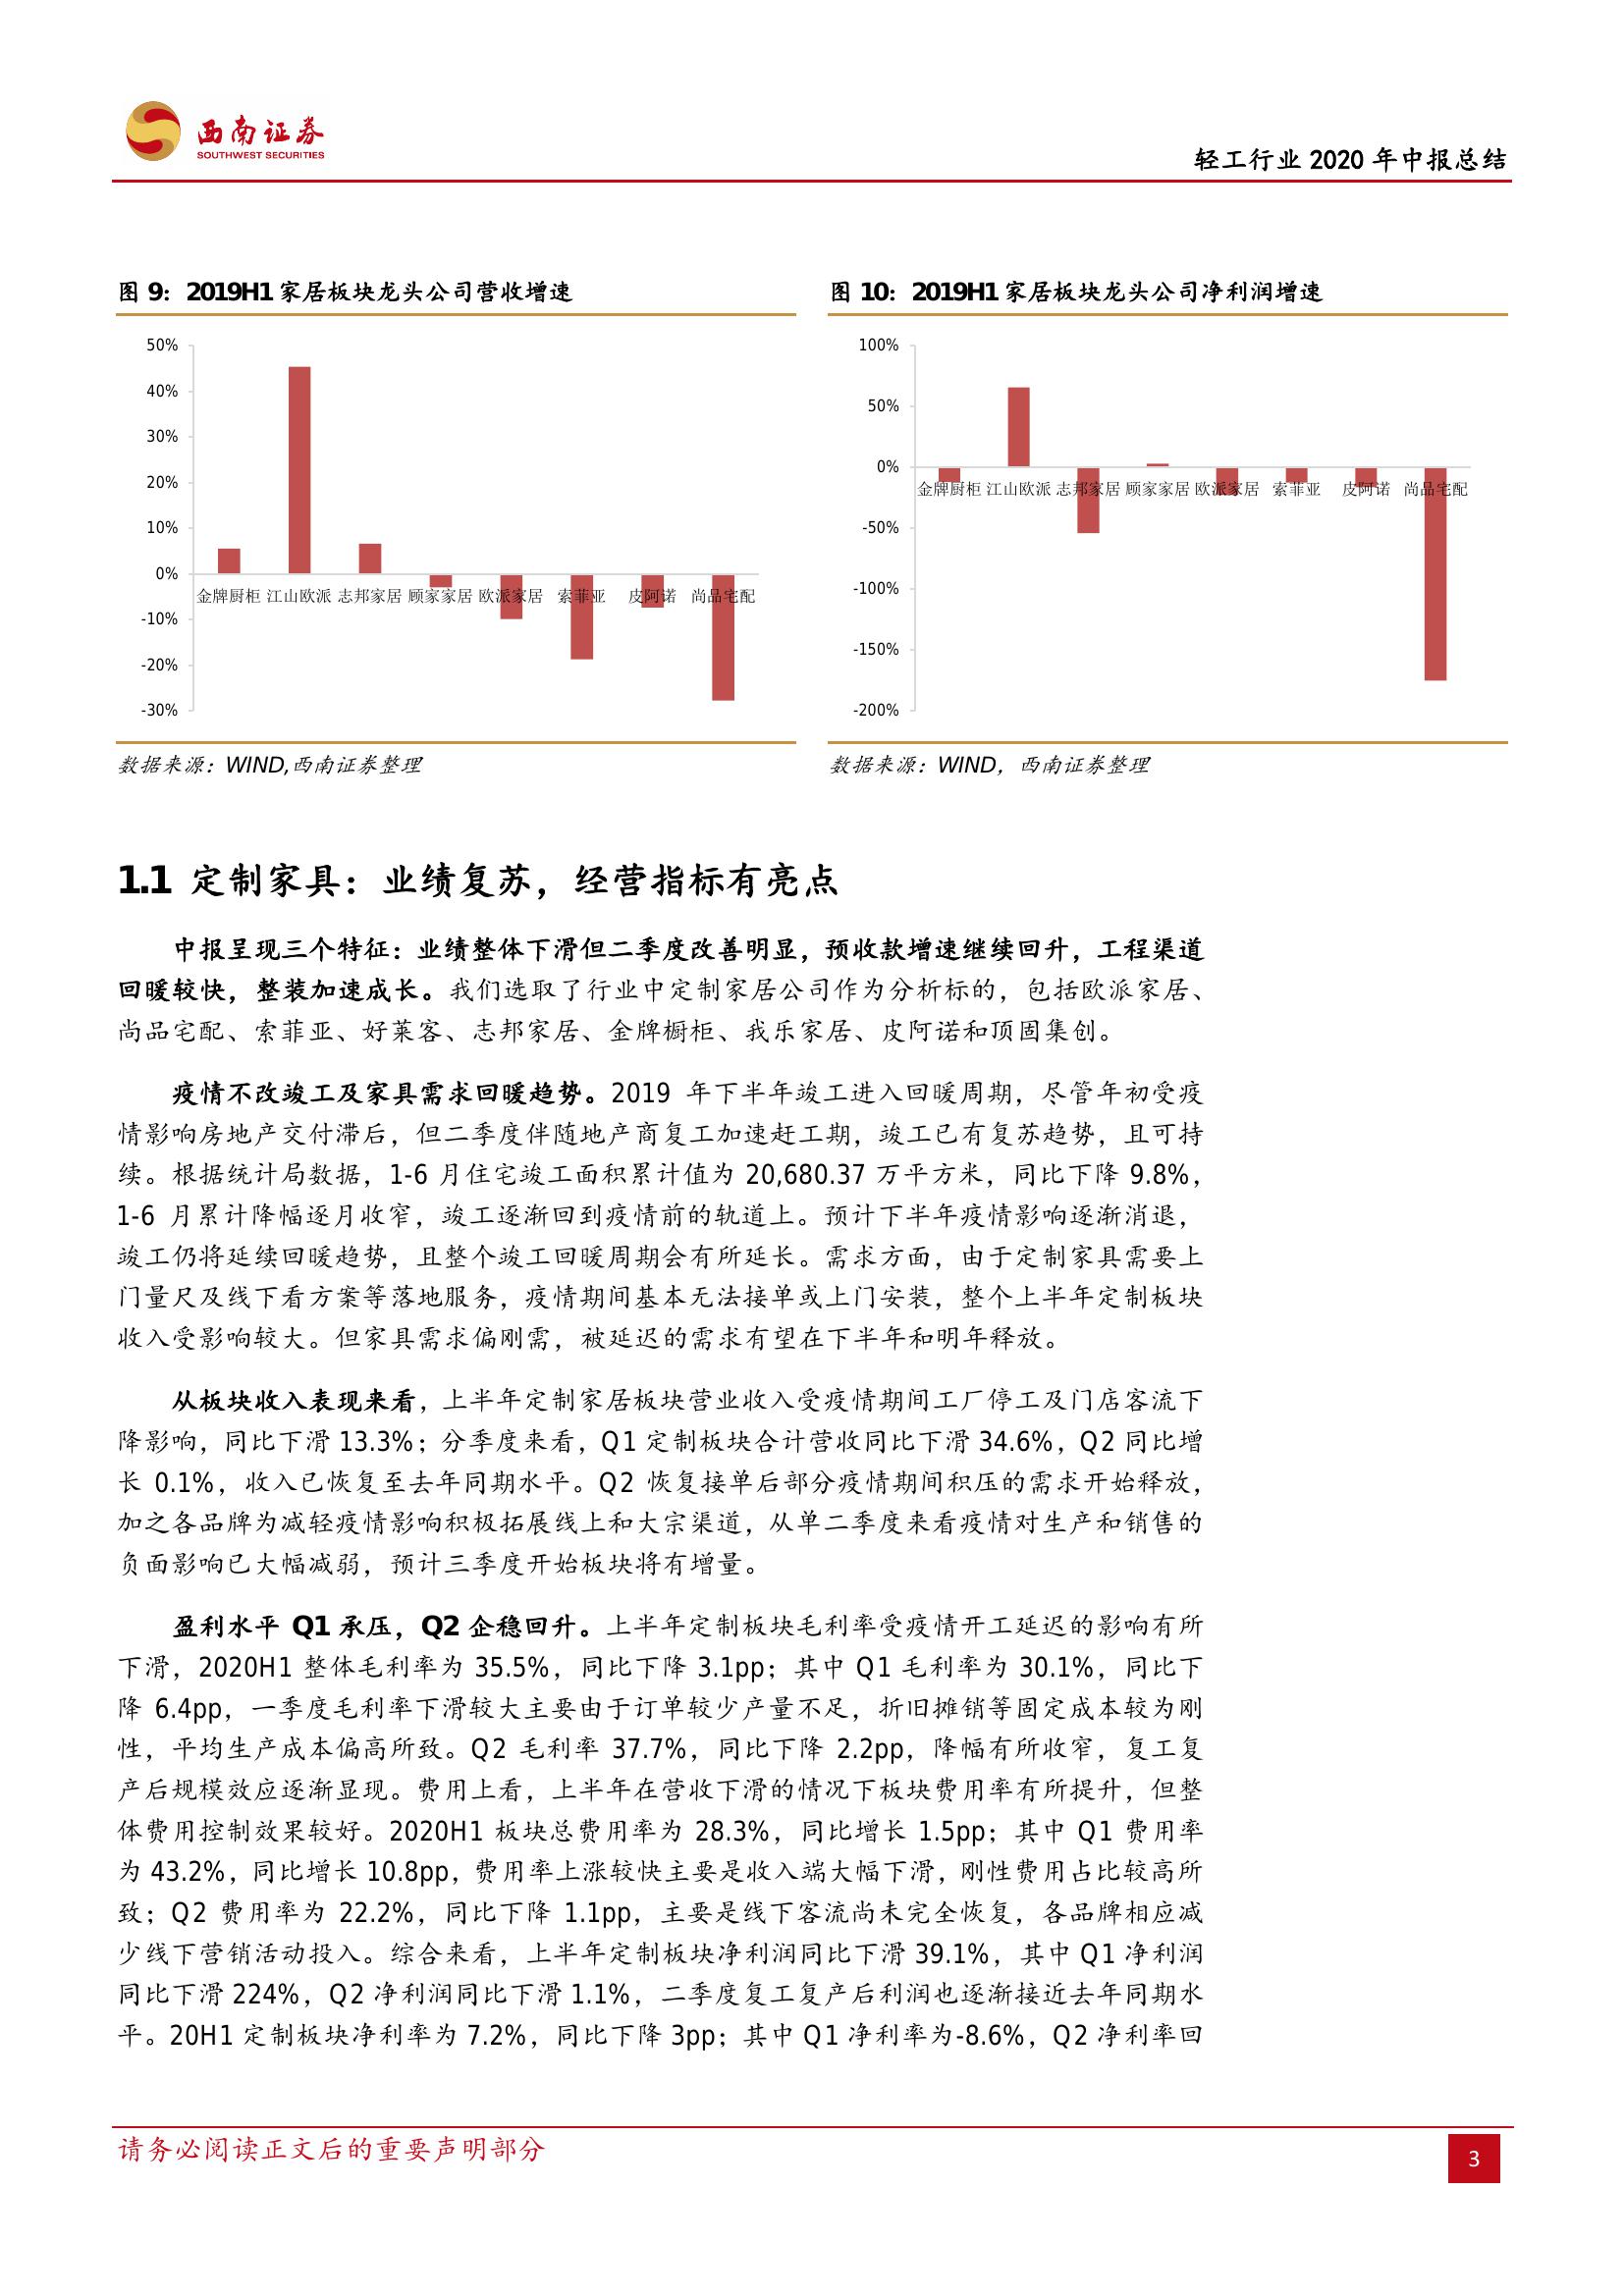 西南证券
SOUTHWEST SECURITIES
轻工行业 2020 年中报总结
图 9：2019H1 家居板块龙头公司营收增速
50%
40%
30%
20%
10%
0%
-10%
-20%
-30%
金牌厨柜 江山欧派 志邦家居 顾家家居 欧派家居 索菲亚 皮阿诺 尚品宅配
数据来源：WIND,西南证券整理
图 10：2019H1 家居板块龙头公司净利润增速
100%
50%
0%
-50%
-100%
-150%
-200%
金牌厨柜 江山欧派 志邦家居 顾家家居 欧派家居 索菲亚 皮阿诺 尚品宅配
数据来源：WIND，西南证券整理
1.1 定制家具：业绩复苏，经营指标有亮点
中报呈现三个特征：业绩整体下滑但二季度改善明显，预收款增速继续回升，工程渠道
回暖较快，整装加速成长。我们选取了行业中定制家居公司作为分析标的，包括欧派家居、
尚品宅配、索菲亚、好莱客、志邦家居、金牌橱柜、我乐家居、皮阿诺和顶固集创。
疫情不改竣工及家具需求回暖趋势。2019 年下半年竣工进入回暖周期，尽管年初受疫
情影响房地产交付滞后，但二季度伴随地产商复工加速赶工期，竣工已有复苏趋势，且可持
续。根据统计局数据，1-6 月住宅竣工面积累计值为 20,680.37 万平方米，同比下降 9.8%，
1-6 月累计降幅逐月收窄，竣工逐渐回到疫情前的轨道上。预计下半年疫情影响逐渐消退，
竣工仍将延续回暖趋势，且整个竣工回暖周期会有所延长。需求方面，由于定制家具需要上
门量尺及线下看方案等落地服务，疫情期间基本无法接单或上门安装，整个上半年定制板块
收入受影响较大。但家具需求偏刚需，被延迟的需求有望在下半年和明年释放。
从板块收入表现来看，上半年定制家居板块营业收入受疫情期间工厂停工及门店客流下
降影响，同比下滑 13.3%；分季度来看，Q1 定制板块合计营收同比下滑 34.6%，Q2 同比增
长 0.1%，收入已恢复至去年同期水平。Q2 恢复接单后部分疫情期间积压的需求开始释放，
加之各品牌为减轻疫情影响积极拓展线上和大宗渠道，从单二季度来看疫情对生产和销售的
负面影响已大幅减弱，预计三季度开始板块将有增量。
盈利水平 Q1 承压，Q2 企稳回升。上半年定制板块毛利率受疫情开工延迟的影响有所
下滑，2020H1 整体毛利率为 35.5%，同比下降 3.1pp；其中 Q1 毛利率为 30.1%，同比下
降 6.4pp，一季度毛利率下滑较大主要由于订单较少产量不足，折旧摊销等固定成本较为刚
性，平均生产成本偏高所致。Q2 毛利率 37.7%，同比下降 2.2pp，降幅有所收窄，复工复
产后规模效应逐渐显现。费用上看，上半年在营收下滑的情况下板块费用率有所提升，但整
体费用控制效果较好。2020H1 板块总费用率为 28.3%，同比增长 1.5pp；其中 Q1 费用率
为 43.2%，同比增长 10.8pp，费用率上涨较快主要是收入端大幅下滑，刚性费用占比较高所
致；Q2 费用率为 22.2%，同比下降 1.1pp，主要是线下客流尚未完全恢复，各品牌相应减
少线下营销活动投入。综合来看，上半年定制板块净利润同比下滑 39.1%，其中 Q1 净利润
同比下滑 224%，Q2 净利润同比下滑 1.1%，二季度复工复产后利润也逐渐接近去年同期水
平。20H1 定制板块净利率为 7.2%，同比下降 3pp；其中 Q1 净利率为-8.6%，Q2 净利率回
请务必阅读正文后的重要声明部分
3